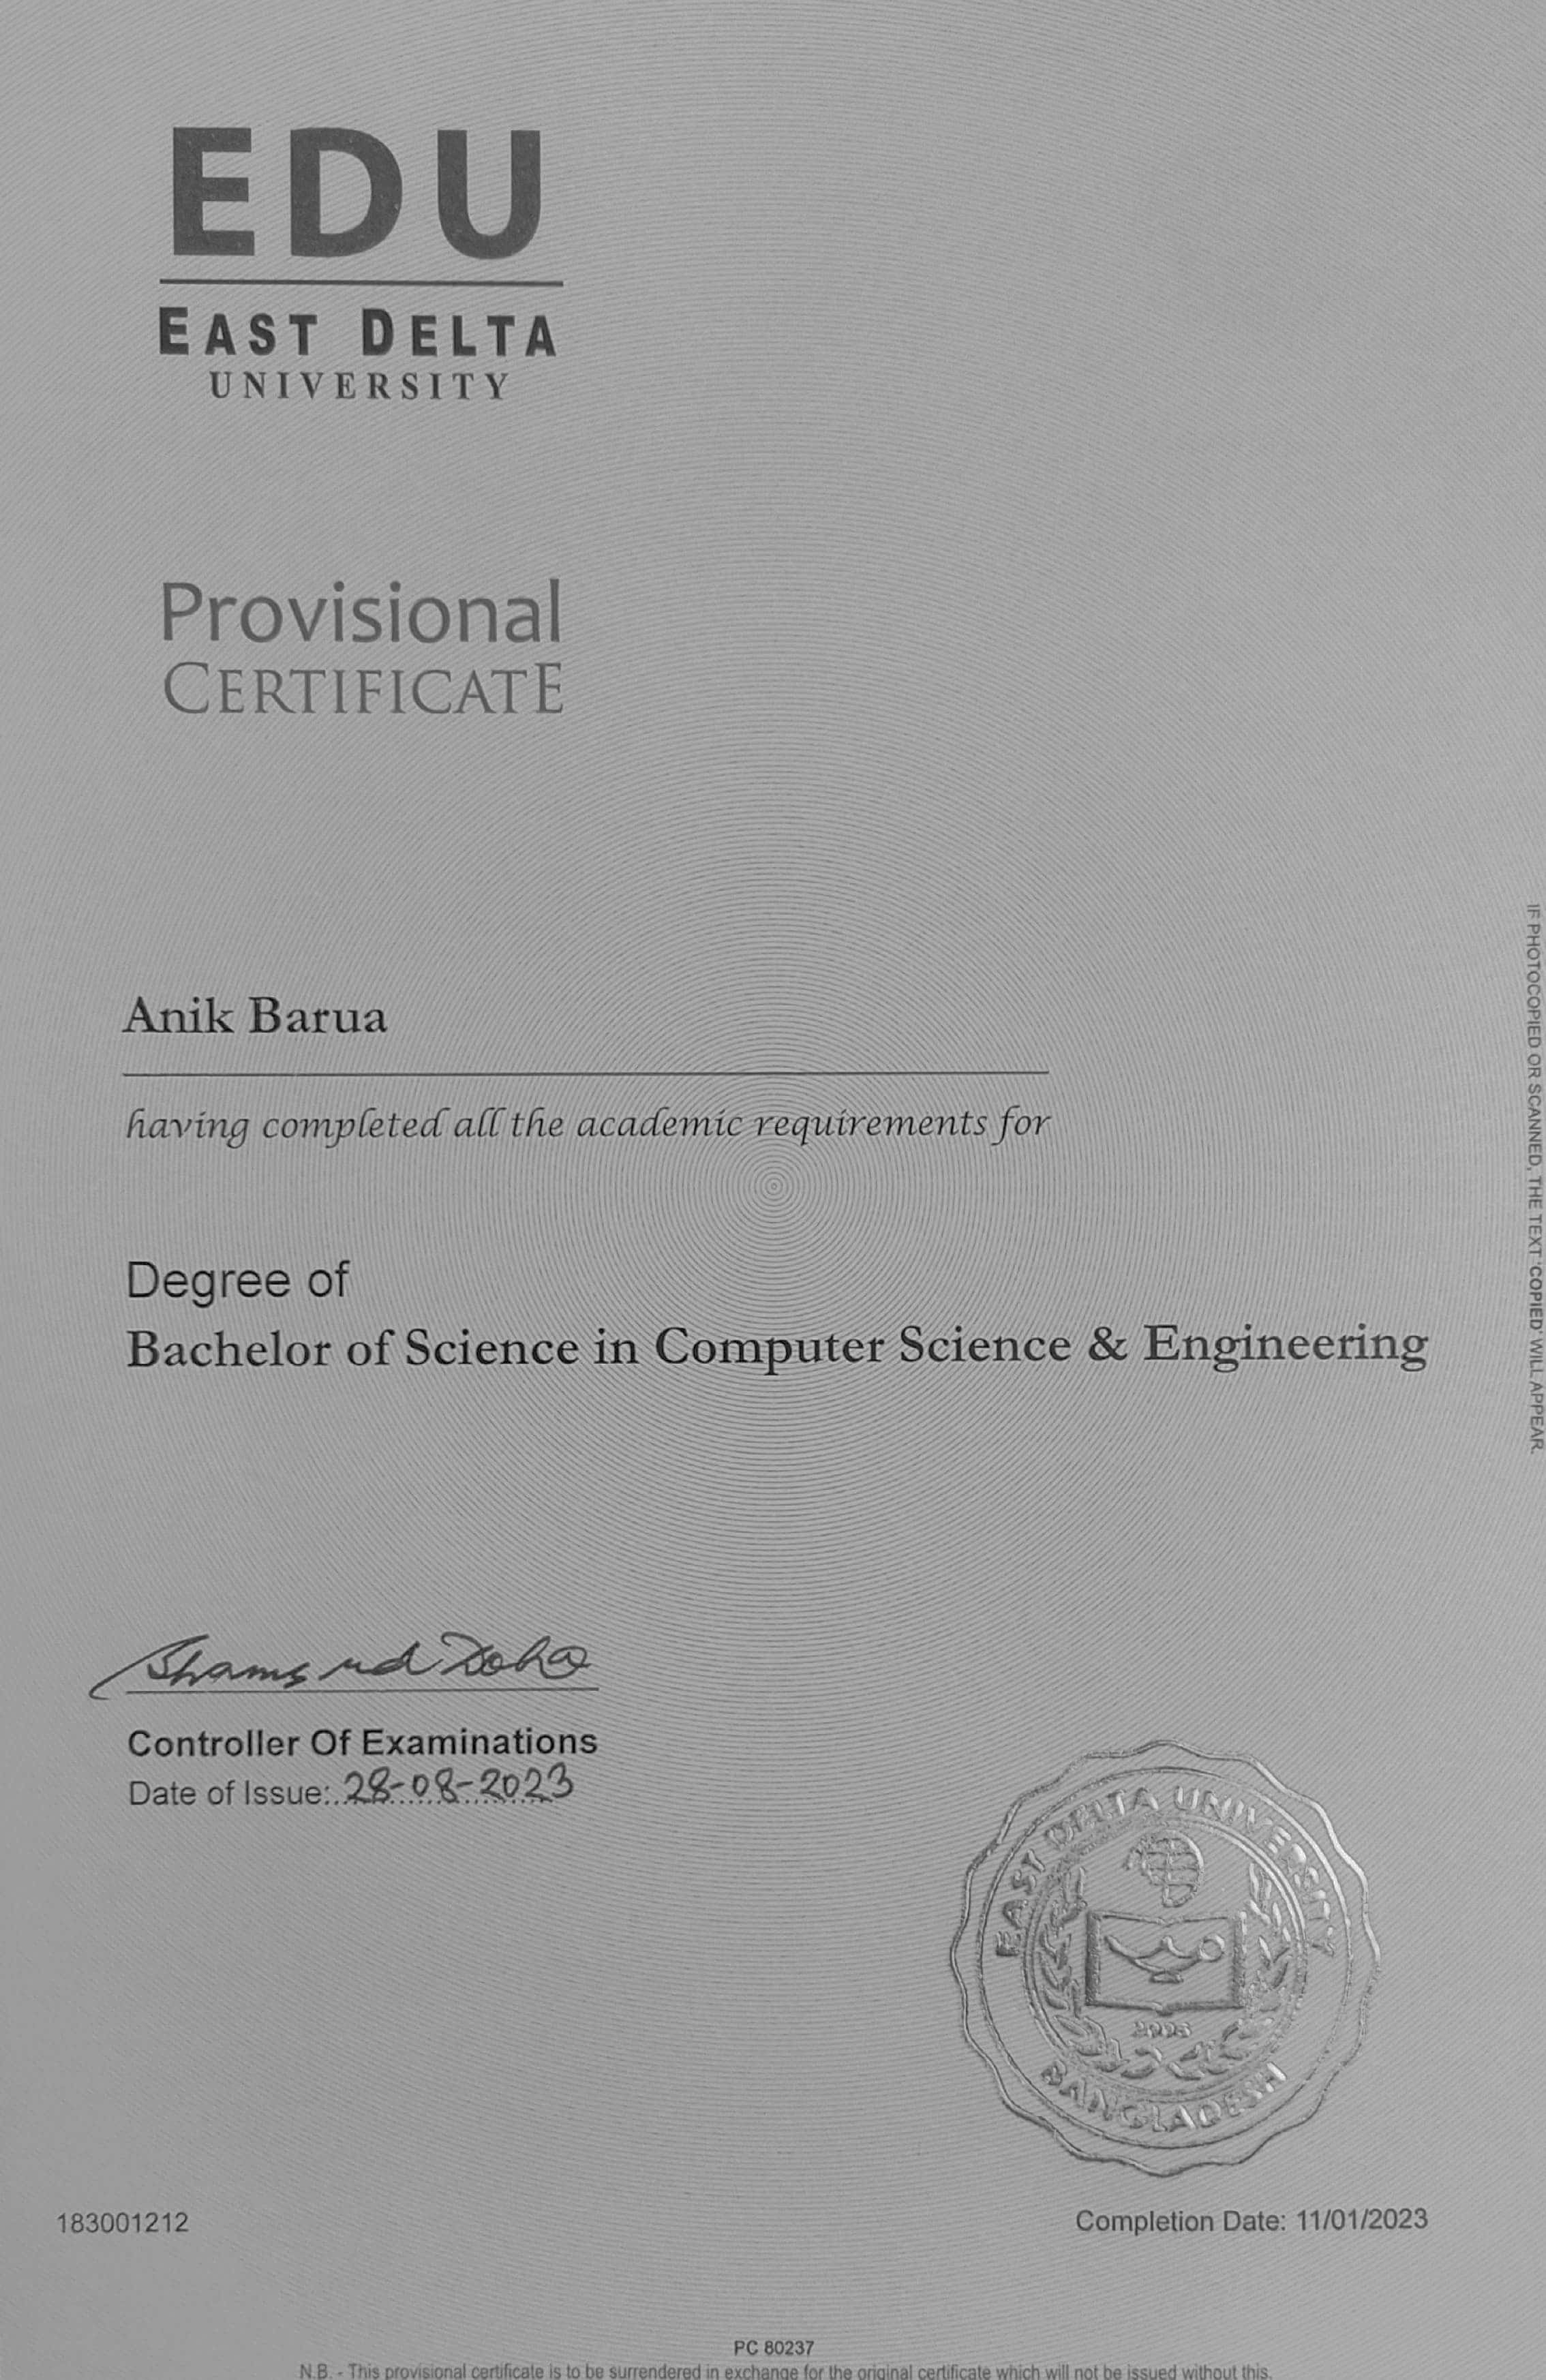 EDU
EAST DELTA
UNIVERSITY
Provisional
CERTIFICATE
Anik Barua
having completed all the academic requirements for
Degree of
Bachelor of Science in Computer Science & Engineering
Shams ud Doha
Controller Of Examinations
Date of Issue: 28-08-2023
EAST DELTA UNIVERSITY
BANGLADESH
183001212
Completion Date: 11/01/2023
PC 80237
N.B. - This provisional certificate is to be surrendered in exchange for the original certificate which will not be issued without this.
IF PHOTOCOPIED OR SCANNED, THE TEXT 'COPIED' WILL APPEAR.